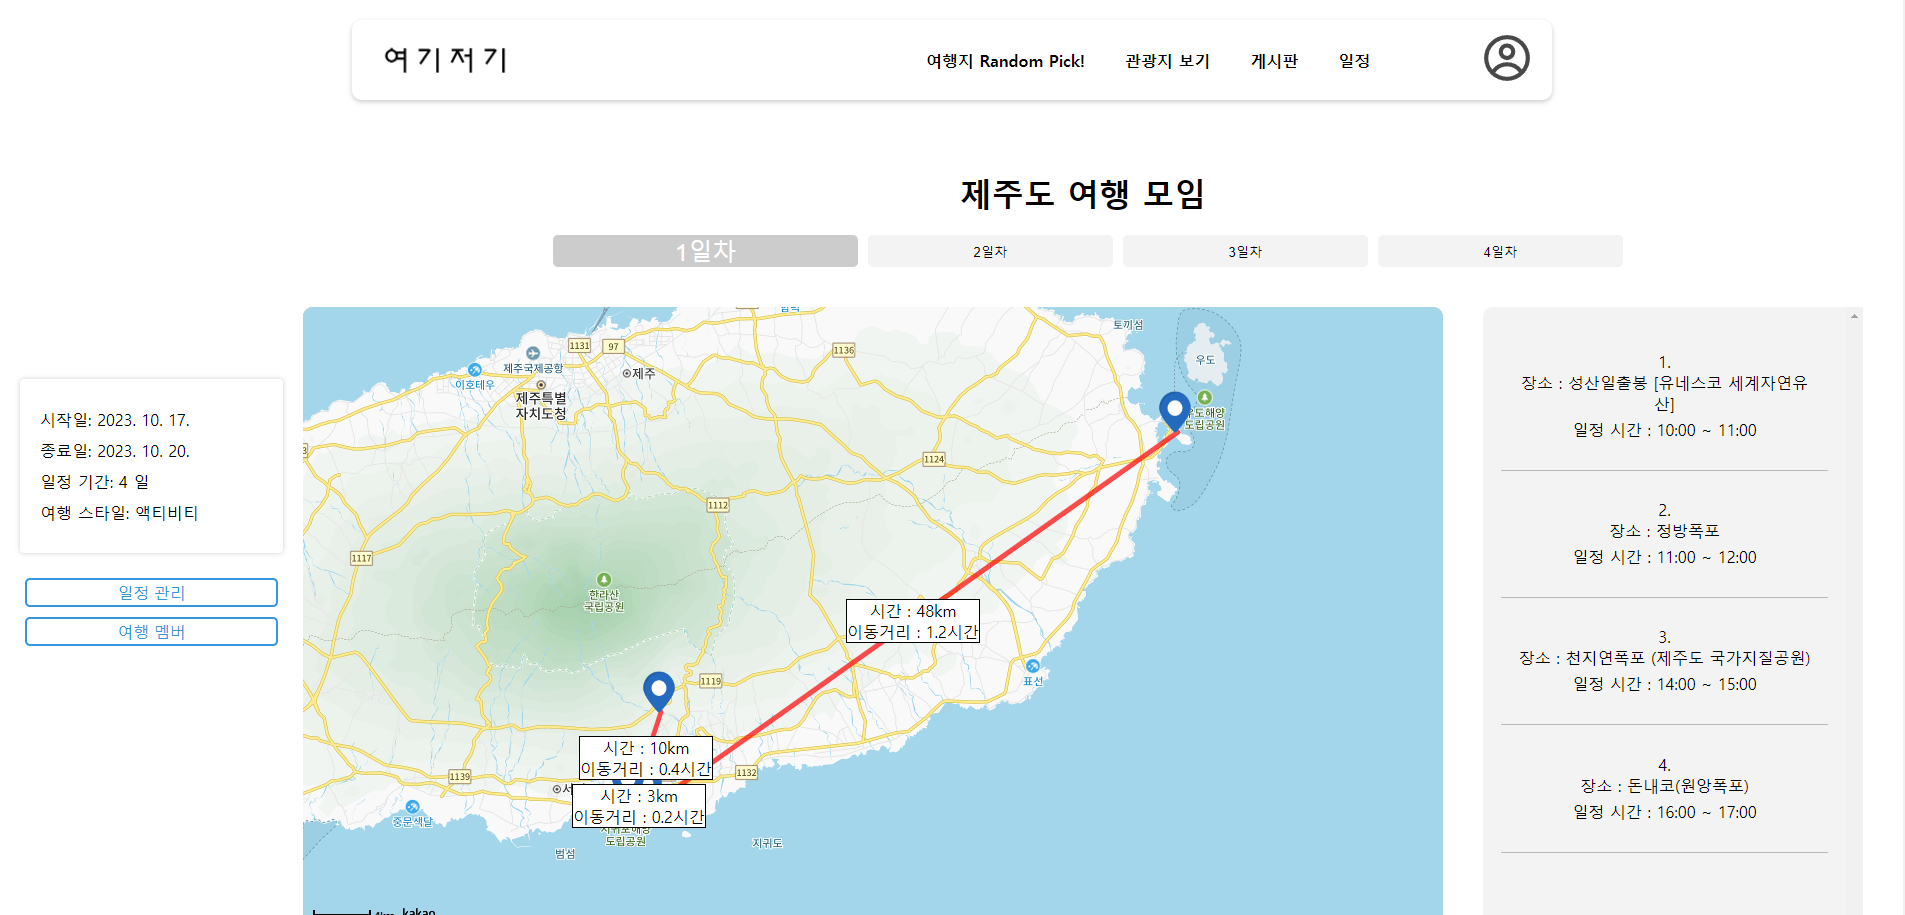 여기저기
여행지 Random Pick!
관광지 보기
게시판
일정
제주도 여행 모임
1일차
2일차
3일차
4일차
시작일: 2023. 10. 17.
종료일: 2023. 10. 20.
일정 기간: 4 일
여행 스타일: 액티비티
일정 관리
여행 멤버
토끼섬
1131
97
1136
우도
제주국제공항
제주
이호테우
제주특별
자치도청
우도해양
도립공원
1124
1112
1117
한라산
국립공원
시간 : 48km
이동거리 : 1.2시간
표선
1119
시간 : 10km
이동거리 : 0.4시간
1132
1139
시간 : 3km
이동거리 : 0.2시간
중문색달
도립공원
지귀도
범섬
4km
kakao
1.
장소 : 성산일출봉 [유네스코 세계자연유
산]
일정 시간 : 10:00 ~ 11:00
2.
장소 : 정방폭포
일정 시간 : 11:00 ~ 12:00
3.
장소 : 천지연폭포 (제주도 국가지질공원)
일정 시간 : 14:00 ~ 15:00
4.
장소 : 돈내코(원앙폭포)
일정 시간 : 16:00 ~ 17:00